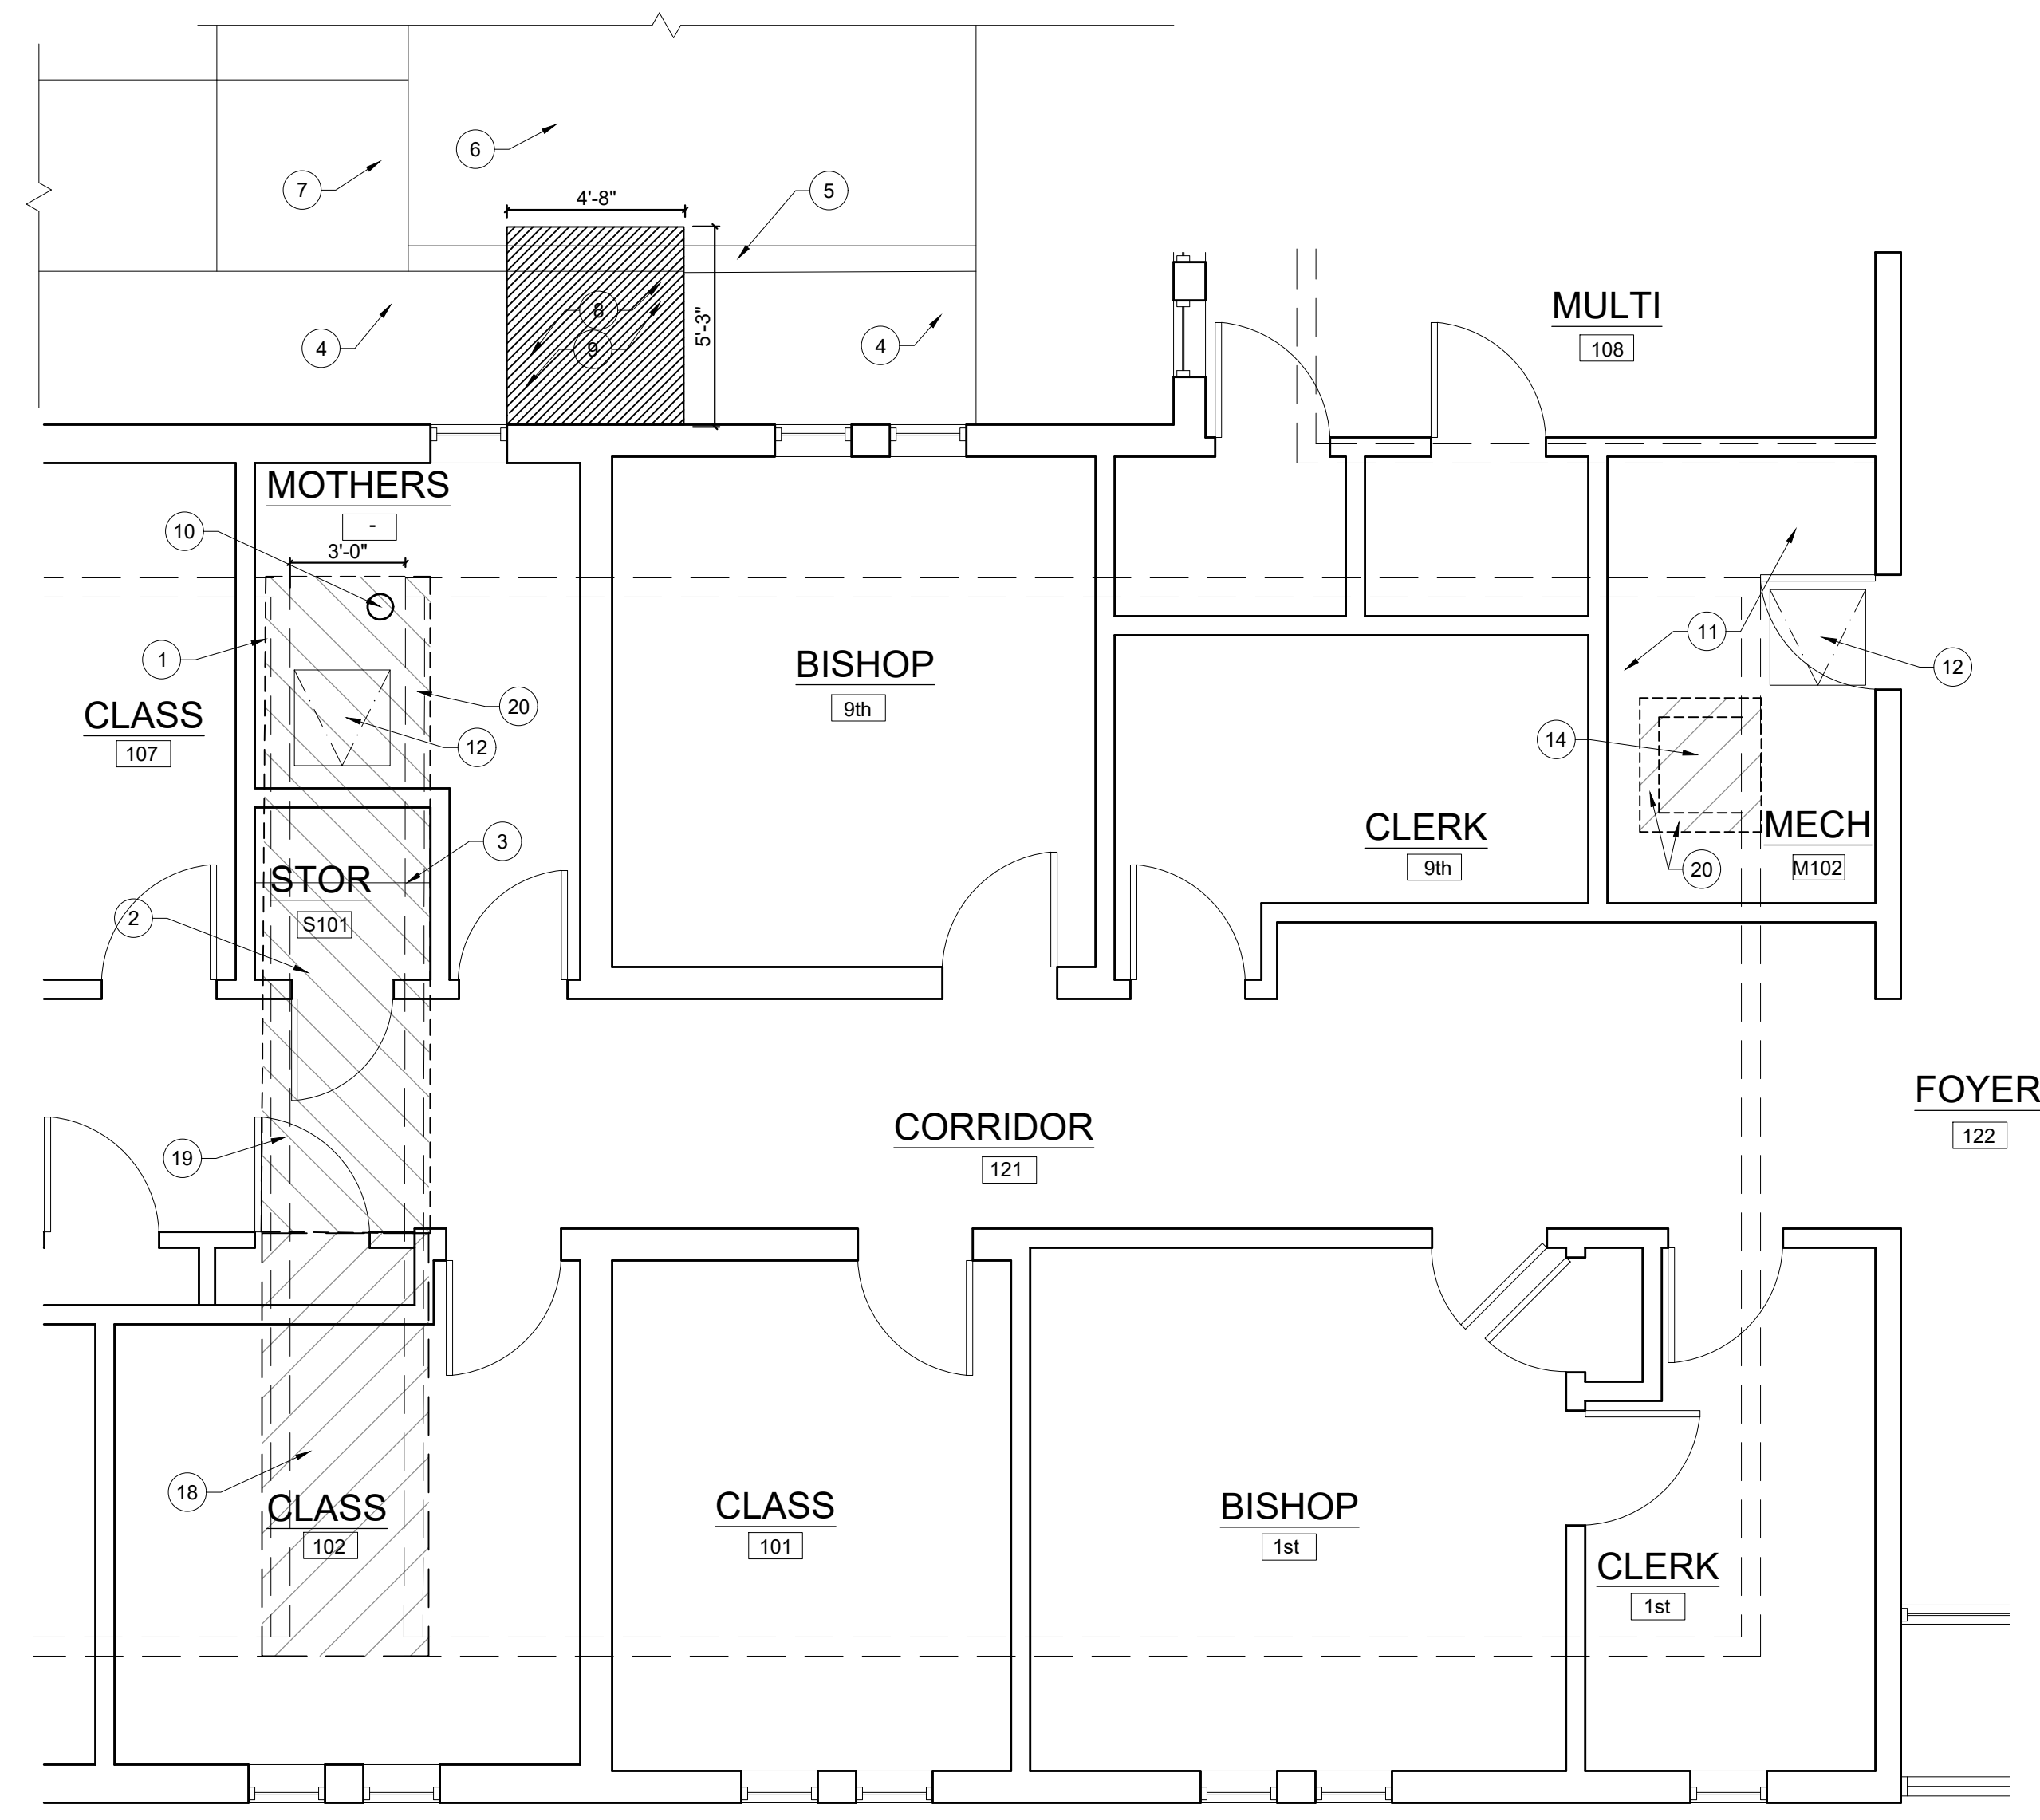 6
7
5
4'-8"
MULTI
108
8
5'-3"
4
9
4
MOTHERS
-
10
3'-0"
1
11
12
BISHOP
9th
20
CLASS
107
12
14
CLERK
9th
MECH
M102
3
STOR
S101
20
2
FOYER
122
CORRIDOR
121
19
18
CLASS
102
CLASS
101
BISHOP
1st
CLERK
1st